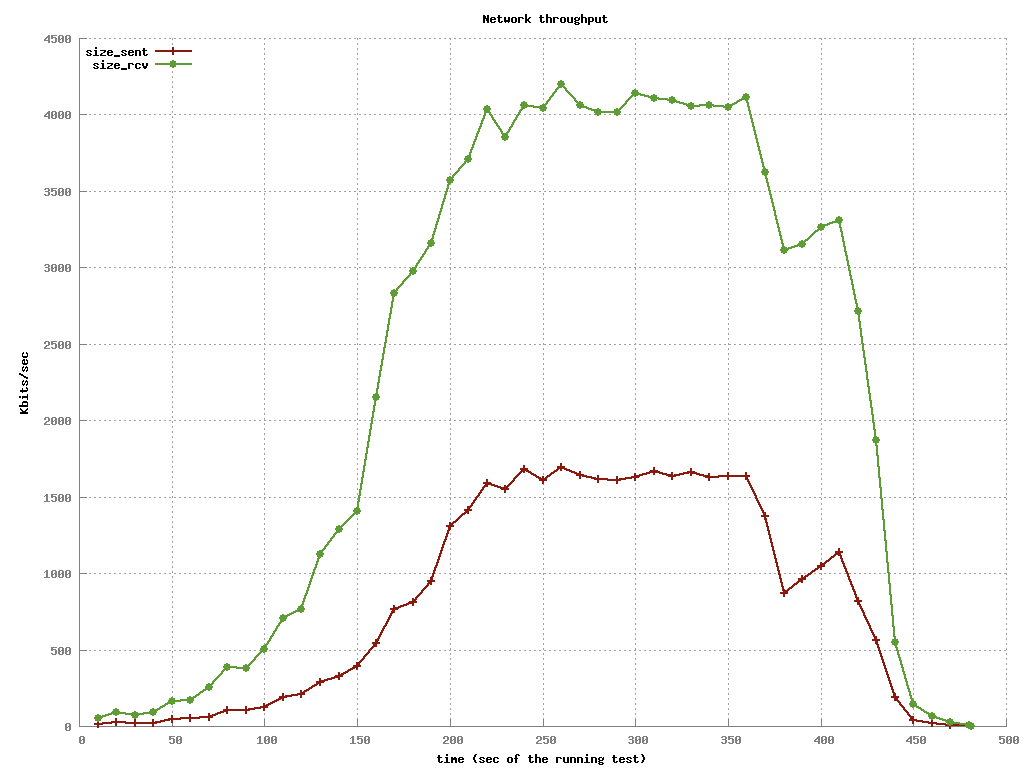 Network throughput
size_sent
size_rcv
4500
4000
3500
3000
2500
2000
1500
1000
500
0
Kbits/sec
0 50 100 150 200 250 300 350 400 450 500
time (sec of the running test)